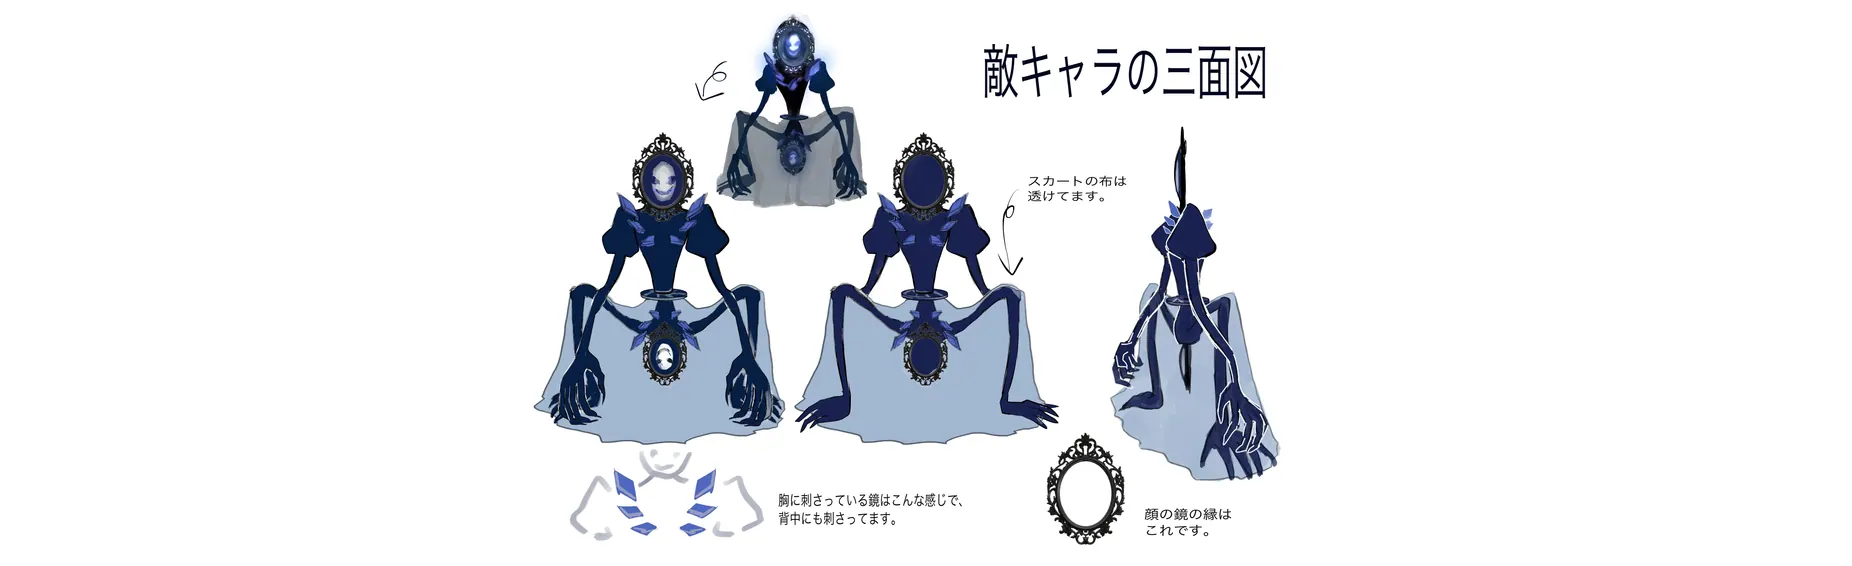 敵キャラの三面図
スカートの布は
透けてます。
胸に刺さっている鏡はこんな感じで、
背中にも刺さってます。
顔の鏡の縁は
これです。